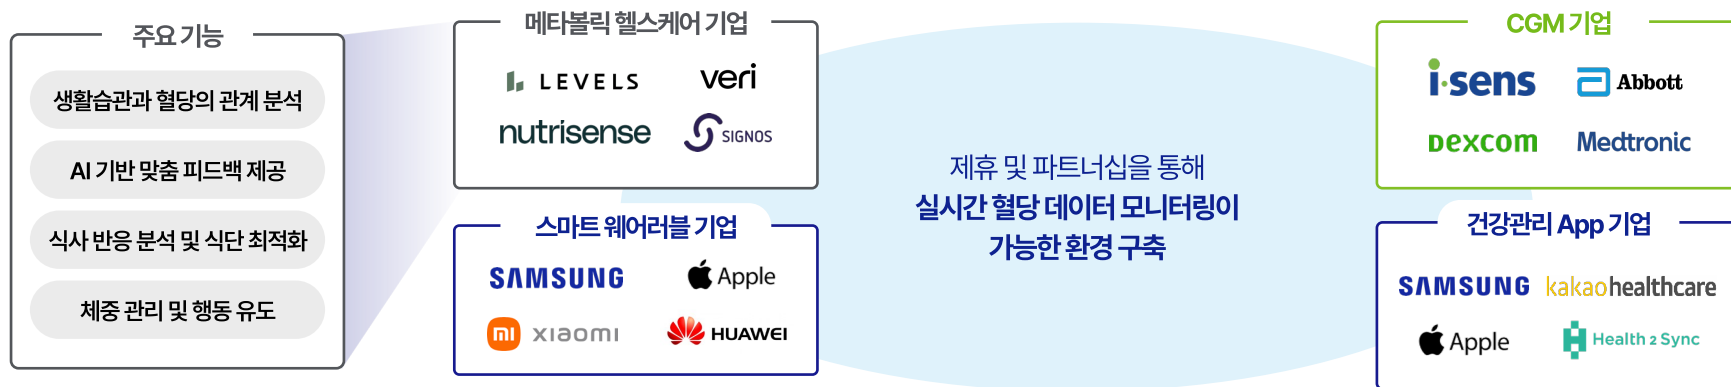 주요 기능
생활습관과 혈당의 관계 분석
AI 기반 맞춤 피드백 제공
식사 반응 분석 및 식단 최적화
체중 관리 및 행동 유도
메타볼릭 헬스케어 기업
LEVELS
veri
nutrisense
SIGNOS
스마트 웨어러블 기업
SAMSUNG
Apple
mi xiaomi
HUAWEI
제휴 및 파트너십을 통해
실시간 혈당 데이터 모니터링이
가능한 환경 구축
CGM 기업
i-sens
Abbott
Dexcom
Medtronic
건강관리 App 기업
SAMSUNG
kakaohealthcare
Apple
Health2Sync